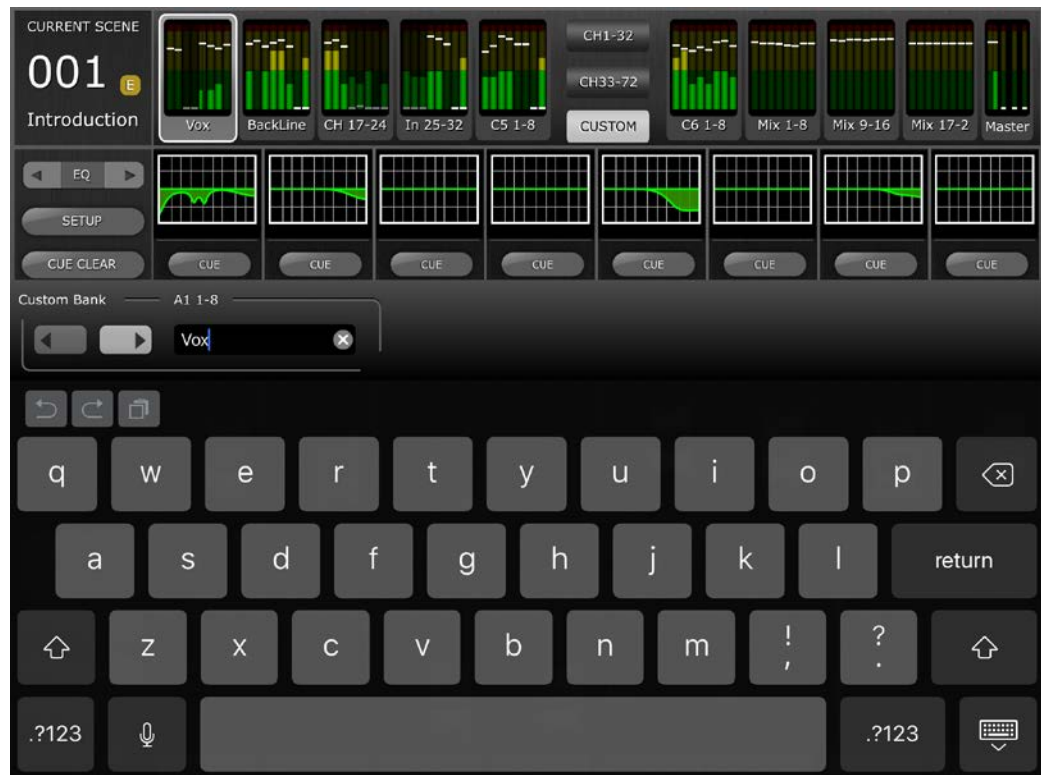 CURRENT SCENE
001 E
Introduction
Vox BackLine CH 17-24 In 25-32 C5 1-8
CH1-32
CH33-72
CUSTOM
C6 1-8 Mix 1-8 Mix 9-16 Mix 17-2 Master
EQ
SETUP
CUE CLEAR
CUE CUE CUE CUE CUE CUE CUE CUE
Custom Bank A1 1-8
Vox
q w e r t y u i o p
a s d f g h j k l return
z x c v b n m ! , ? .
.?123 .?123